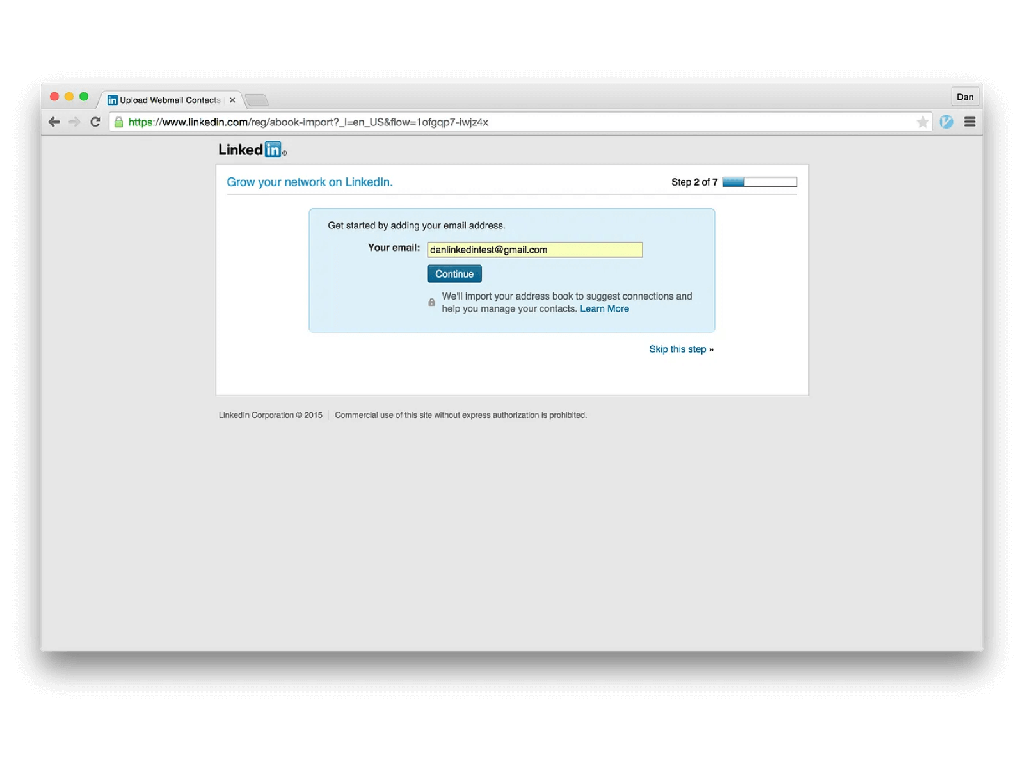 in Upload Webmail Contacts
Dan
https://www.linkedin.com/reg/abook-import?_l=en_US&flow=1ofgqp7-iwjz4x
Linked in®
Grow your network on LinkedIn.
Step 2 of 7
Get started by adding your email address.
Your email: danlinkedintest@gmail.com
Continue
We'll import your address book to suggest connections and
help you manage your contacts. Learn More
Skip this step »
LinkedIn Corporation © 2015 | Commercial use of this site without express authorization is prohibited.